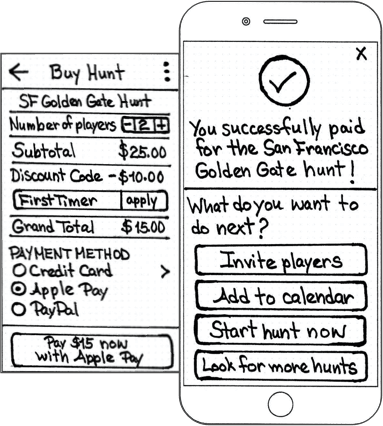 Buy Hunt
SF Golden Gate Hunt
Number of players - 2 +
Subtotal $25.00
Discount Code -$10.00
First Timer apply
Grand Total $15.00
PAYMENT METHOD
Credit Card >
Apple Pay
PayPal
Pay $15 now
with Apple Pay
X
You successfully paid
for the San Francisco
Golden Gate hunt!
What do you want to
do next?
Invite players
Add to calendar
Start hunt now
Look for more hunts